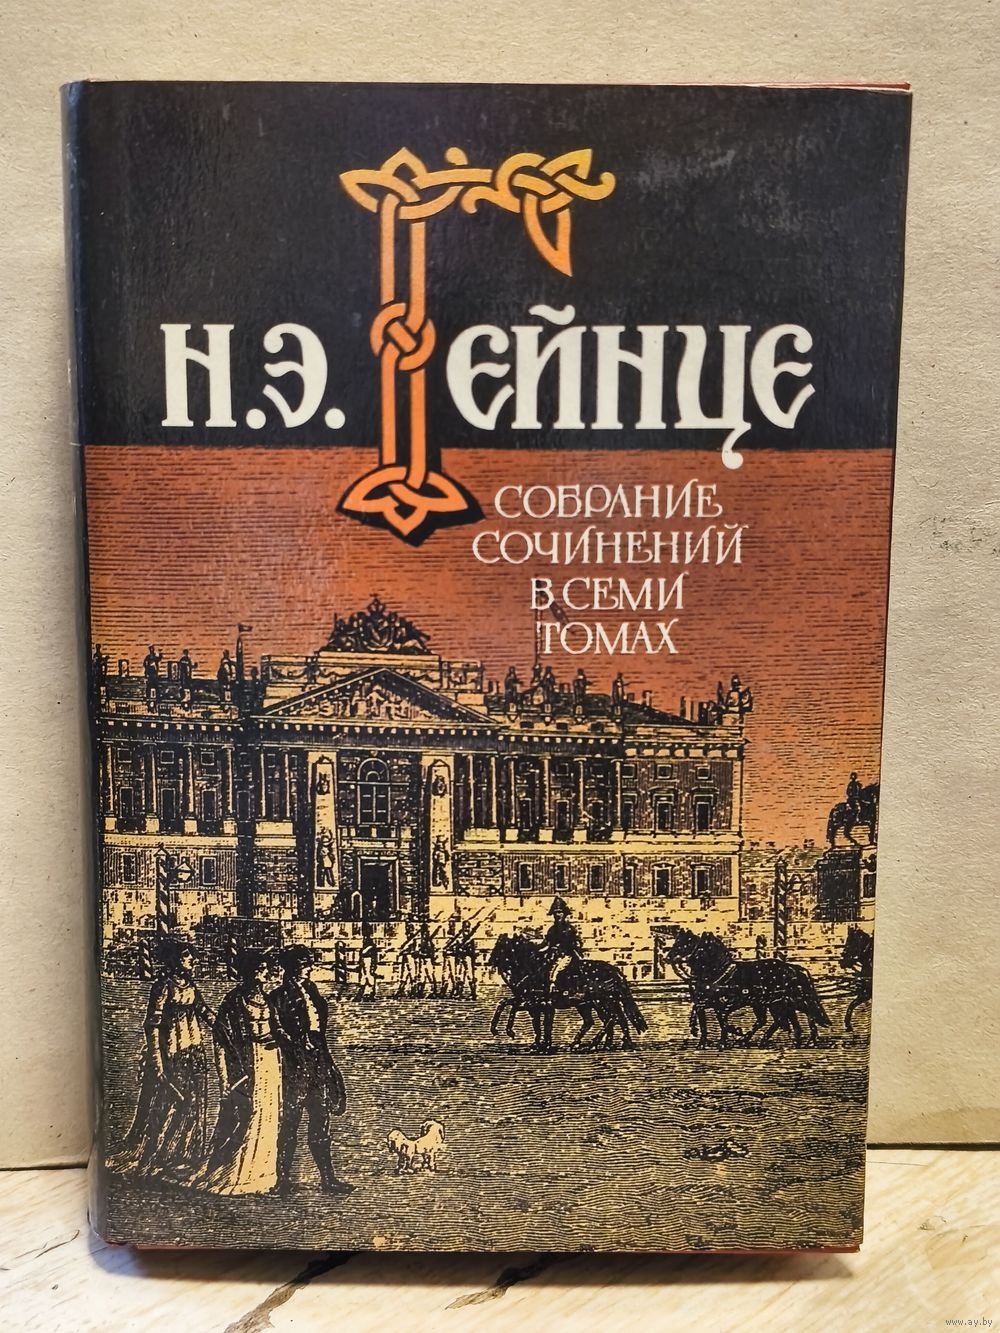 Н.Э. ГЕЙНЦЕ
СОБРАНИЕ
СОЧИНЕНИЙ
В СЕМИ
ТОМАХ
www.ay.by